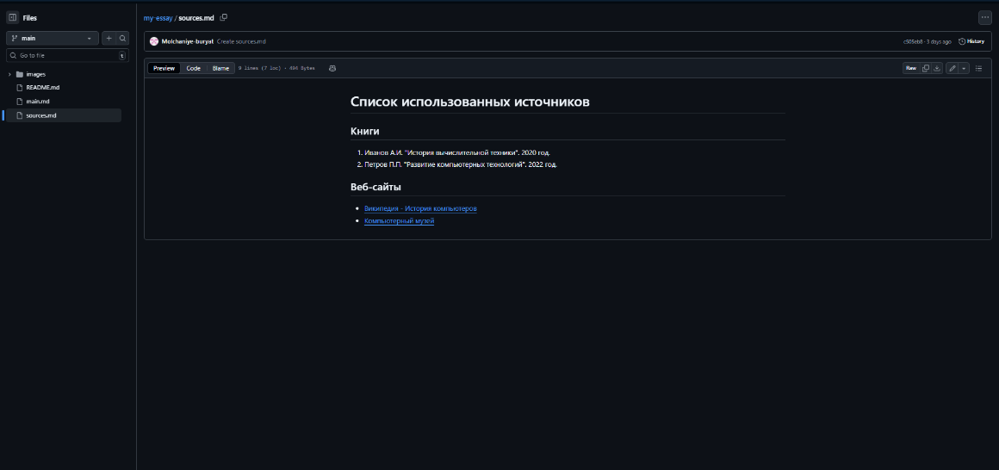 Files
my-essay / sources.md
main
Molchaniye-buryat Create sources.md
c505eb8 · 3 days ago
History
Go to file
t
Preview
Code
Blame
9 lines (7 loc) · 494 Bytes
Raw
images
README.md
main.md
sources.md
Список использованных источников
Книги
1. Иванов А.И. "История вычислительной техники". 2020 год.
2. Петров П.П. "Развитие компьютерных технологий". 2022 год.
Веб-сайты
• Википедия - История компьютеров
• Компьютерный музей